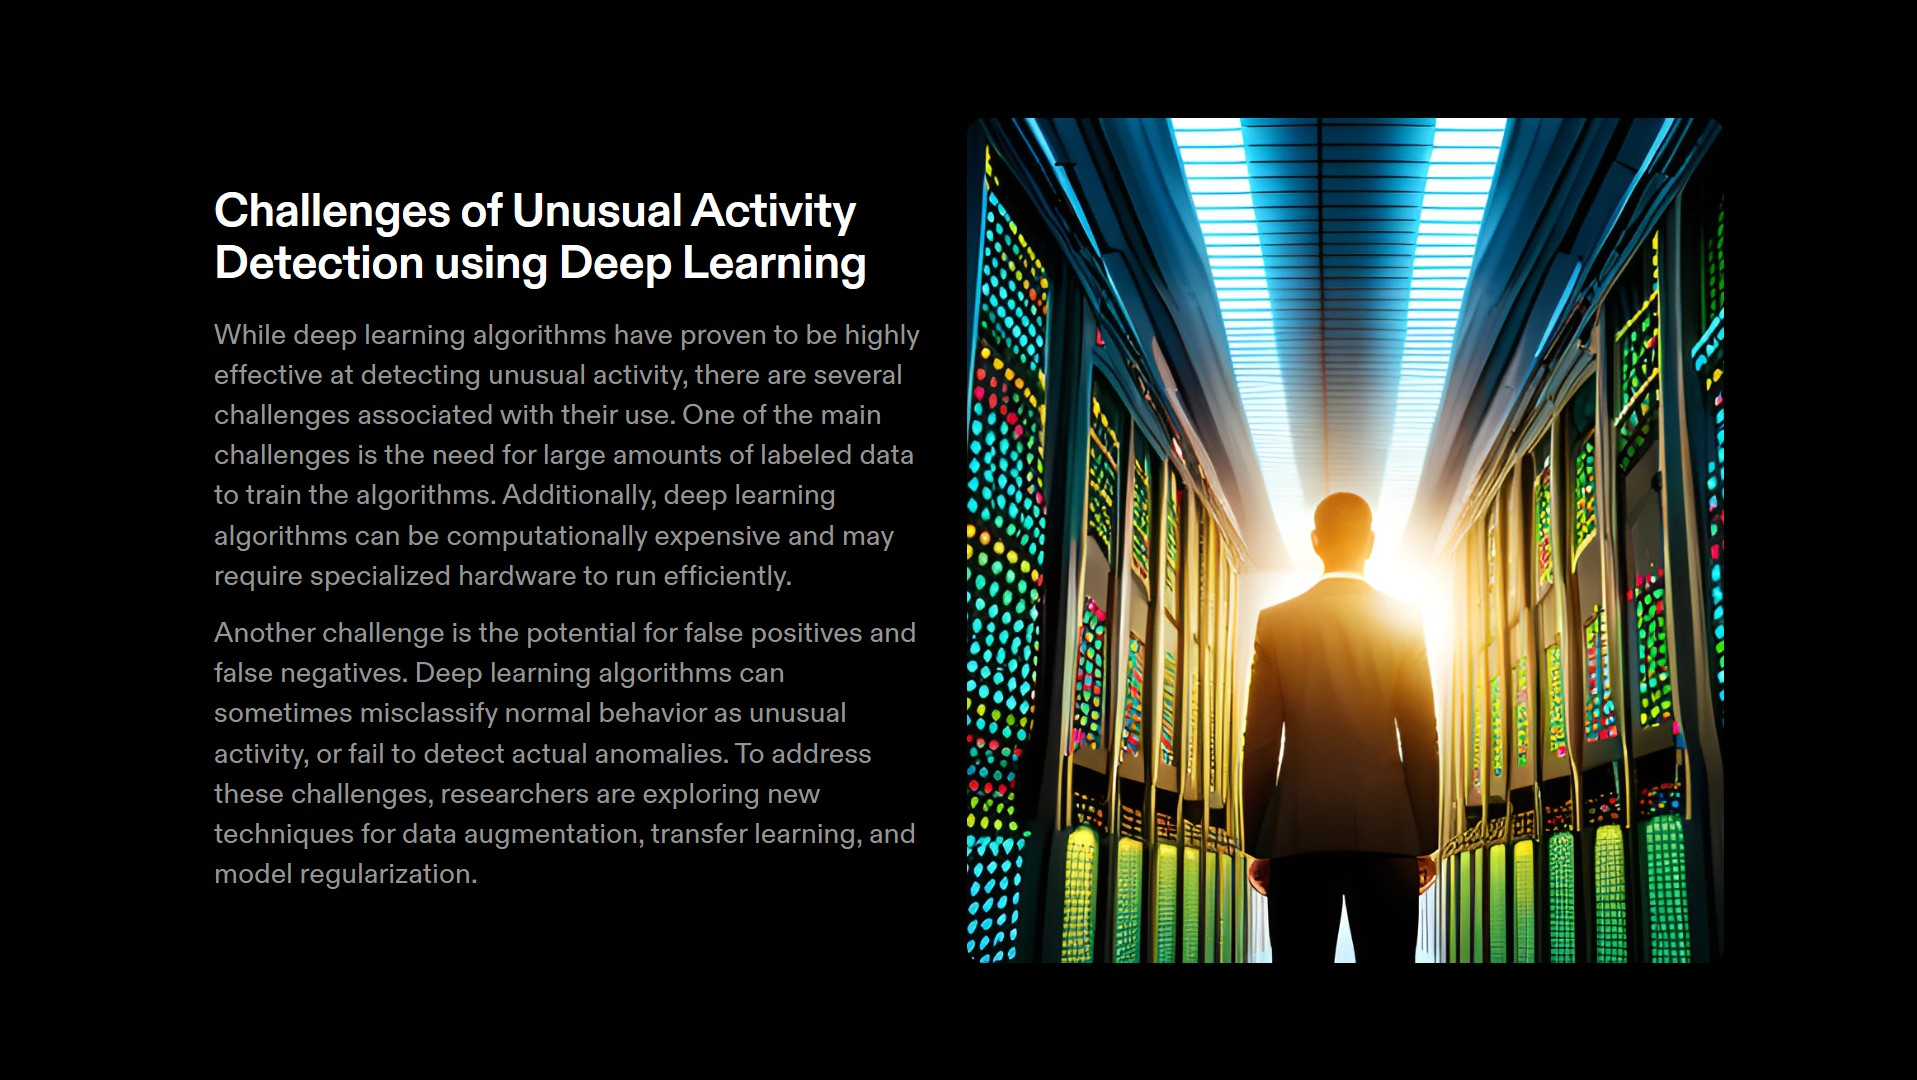 Challenges of Unusual Activity
Detection using Deep Learning
While deep learning algorithms have proven to be highly
effective at detecting unusual activity, there are several
challenges associated with their use. One of the main
challenges is the need for large amounts of labeled data
to train the algorithms. Additionally, deep learning
algorithms can be computationally expensive and may
require specialized hardware to run efficiently.
Another challenge is the potential for false positives and
false negatives. Deep learning algorithms can
sometimes misclassify normal behavior as unusual
activity, or fail to detect actual anomalies. To address
these challenges, researchers are exploring new
techniques for data augmentation, transfer learning, and
model regularization.